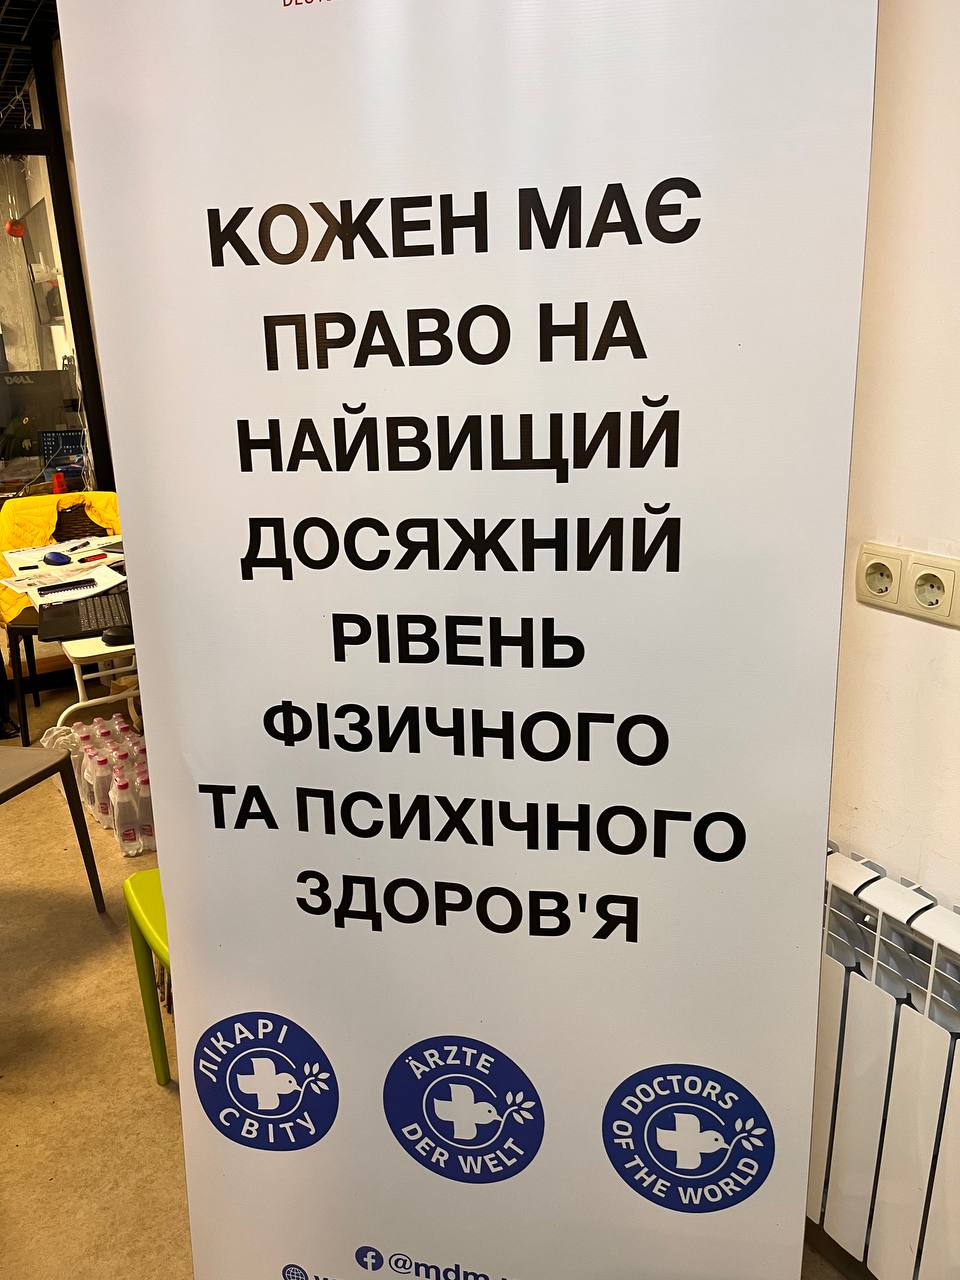 КОЖЕН МАЄ
ПРАВО НА
НАЙВИЩИЙ
ДОСЯЖНИЙ
РІВЕНЬ
ФІЗИЧНОГО
ТА ПСИХІЧНОГО
ЗДОРОВ'Я
ЛІКАРІ
СВІТУ
ÄRZTE
DER WELT
DOCTORS
OF THE WORLD
DELL